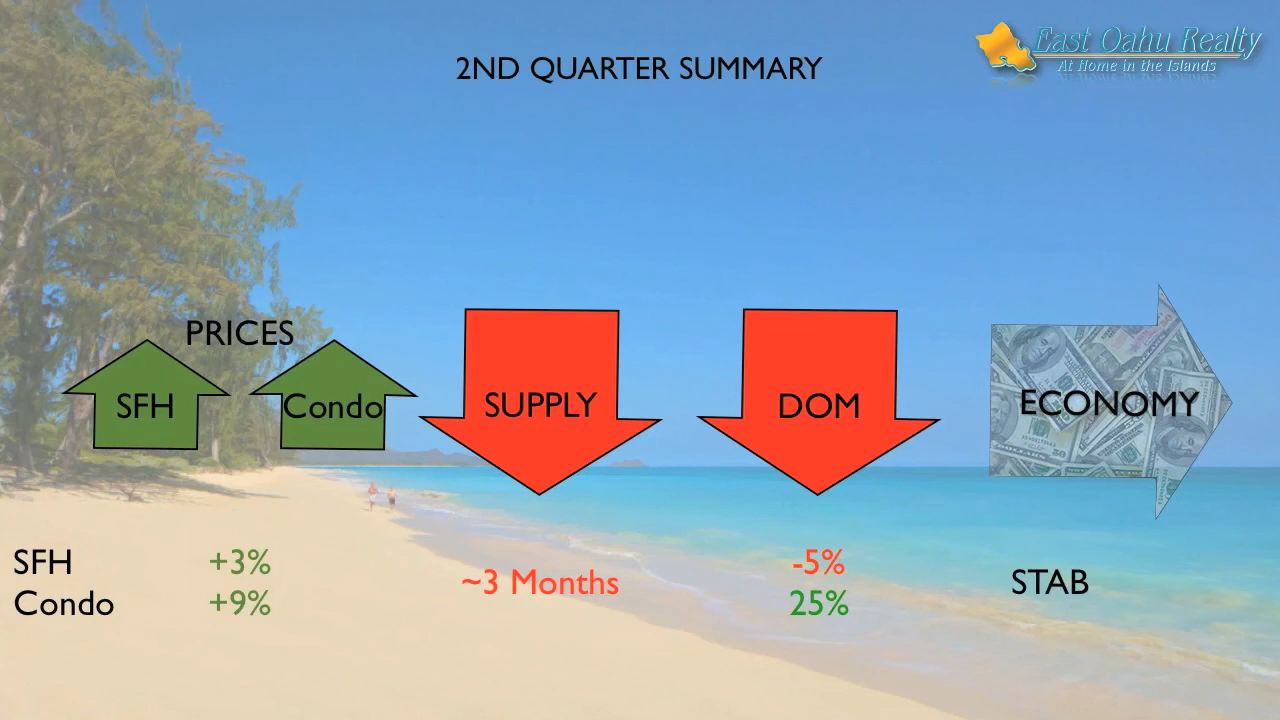 East Oahu Realty
At Home in the Islands
2ND QUARTER SUMMARY
PRICES
SFH
Condo
SUPPLY
DOM
ECONOMY
SFH +3%
Condo +9%
~3 Months
-5%
25%
STAB